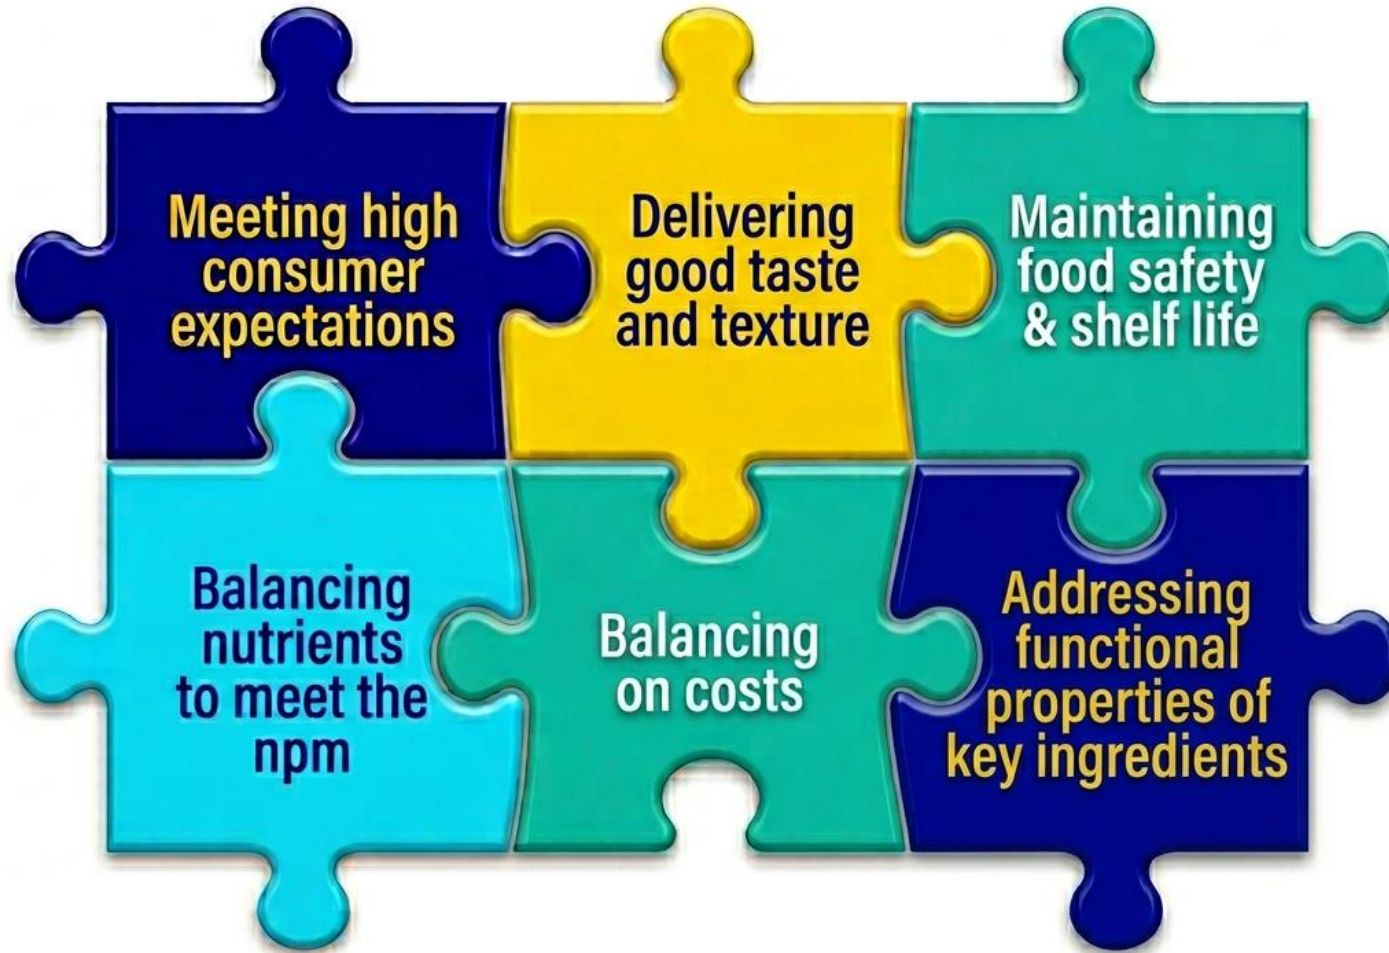 Meeting high
consumer
expectations
Delivering
good taste
and texture
Maintaining
food safety
& shelf life
Balancing
nutrients
to meet the
npm
Balancing
on costs
Addressing
functional
properties of
key ingredients